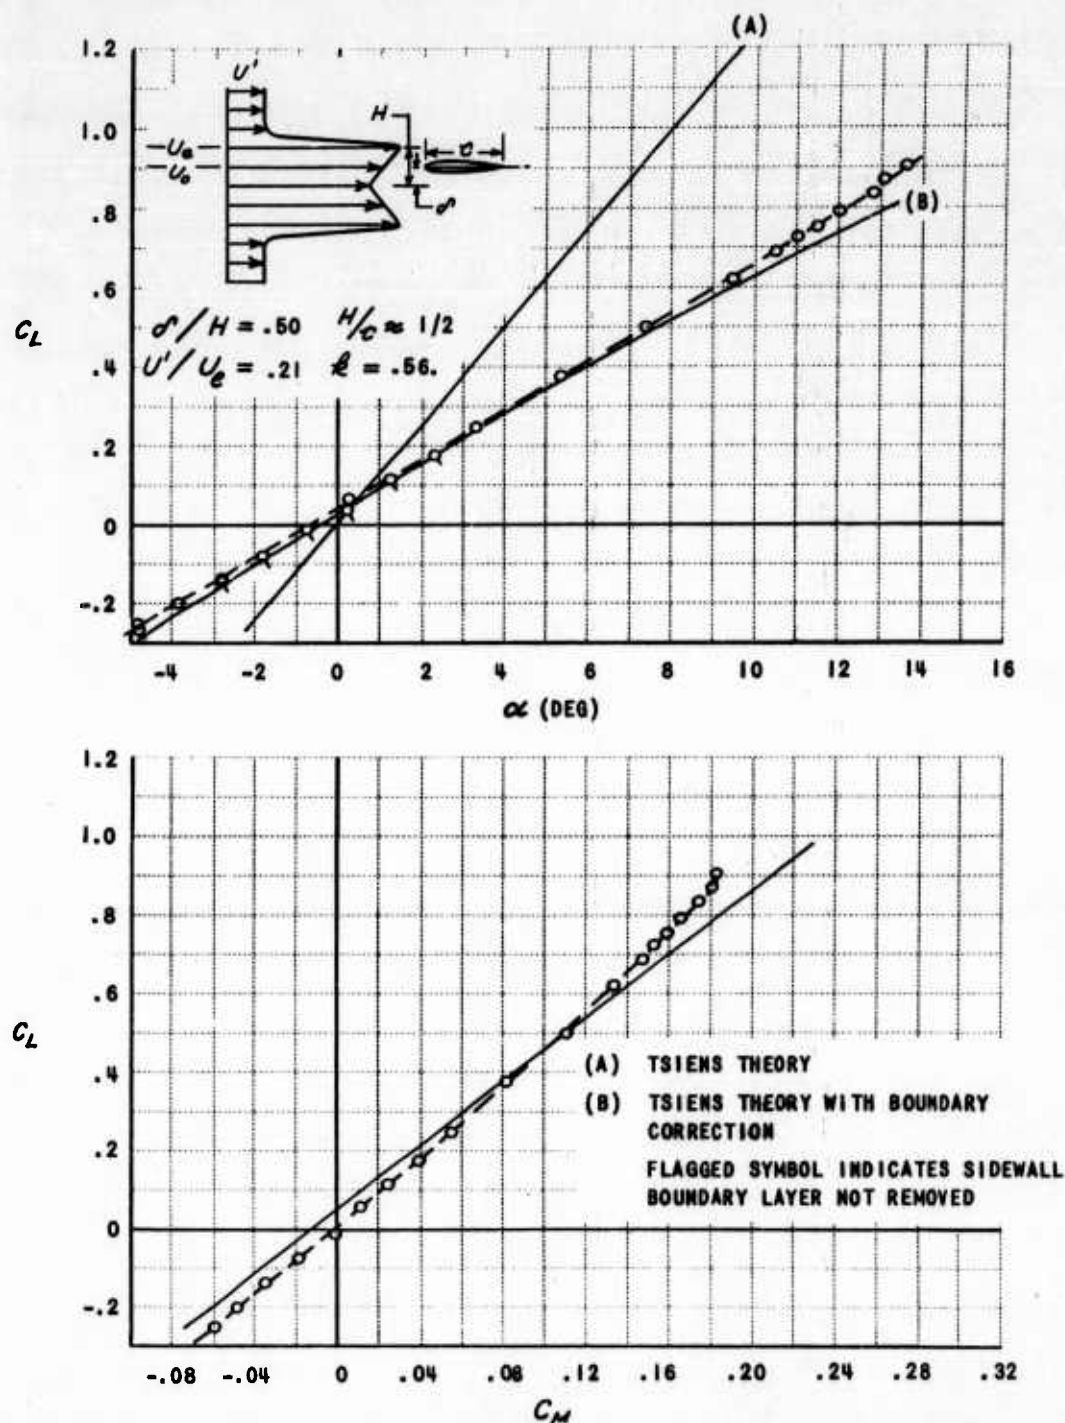 (A)
1.2
U'
H
1.0
U_e
c
U_o
δ
.8
(B)
.6
C_L
δ/H = .50 H/c ≈ 1/2
U'/U_e = .21 k = .56.
.4
.2
0
-.2
-4 -2 0 2 4 6 8 10 12 14 16
α (DEG)
1.2
1.0
.8
.6
C_L
(A) TSIENS THEORY
.4
(B) TSIENS THEORY WITH BOUNDARY
CORRECTION
.2
FLAGGED SYMBOL INDICATES SIDEWALL
BOUNDARY LAYER NOT REMOVED
0
-.2
-.08 -.04 0 .04 .08 .12 .16 .20 .24 .28 .32
C_M